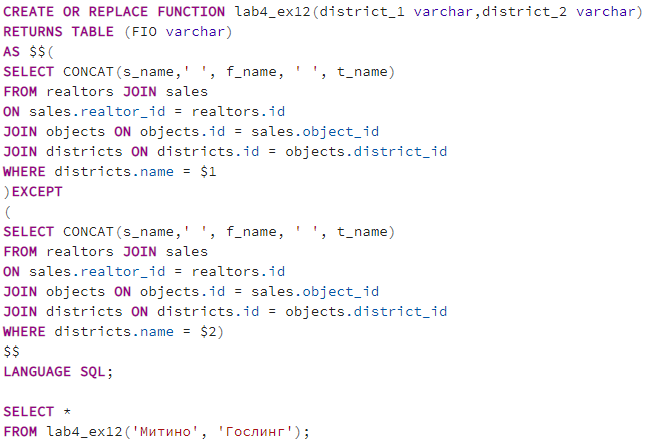 CREATE OR REPLACE FUNCTION lab4_ex12(district_1 varchar,district_2 varchar)
RETURNS TABLE (FIO varchar)
AS $$(
SELECT CONCAT(s_name,' ', f_name, ' ', t_name)
FROM realtors JOIN sales
ON sales.realtor_id = realtors.id
JOIN objects ON objects.id = sales.object_id
JOIN districts ON districts.id = objects.district_id
WHERE districts.name = $1
)EXCEPT
(
SELECT CONCAT(s_name,' ', f_name, ' ', t_name)
FROM realtors JOIN sales
ON sales.realtor_id = realtors.id
JOIN objects ON objects.id = sales.object_id
JOIN districts ON districts.id = objects.district_id
WHERE districts.name = $2)
$$
LANGUAGE SQL;
SELECT *
FROM lab4_ex12('Митино', 'Гослинг');